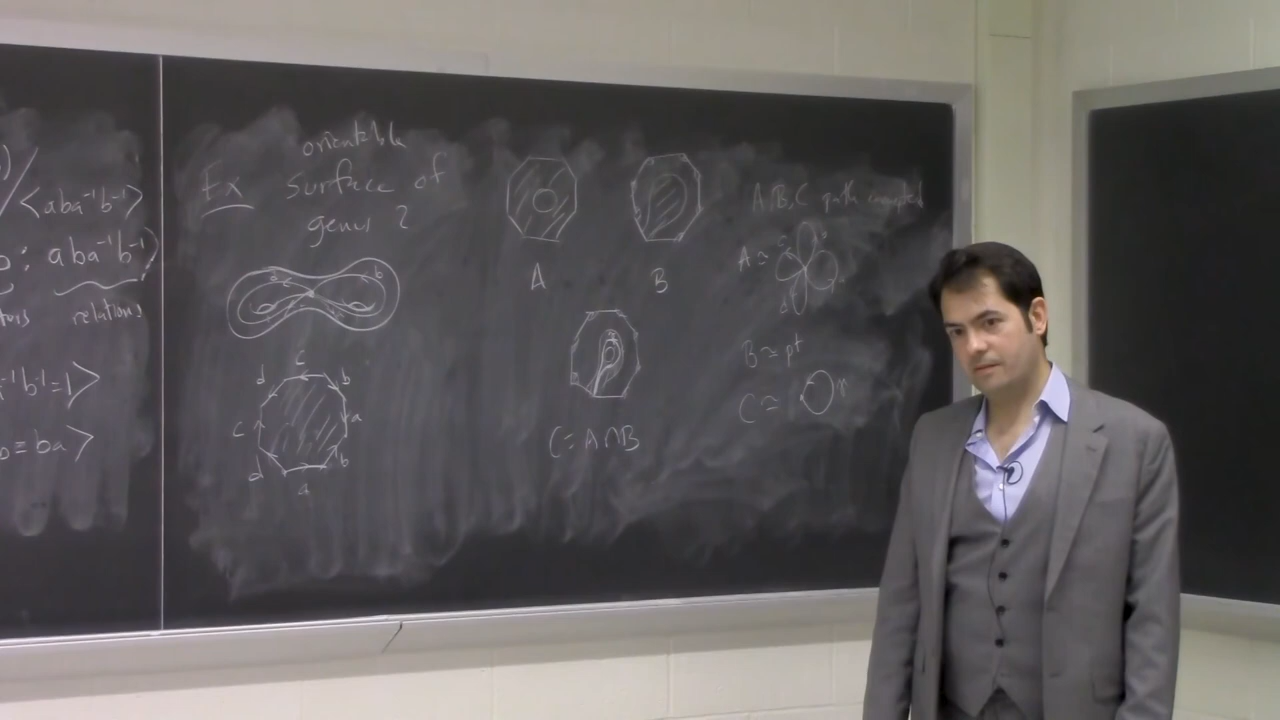 )/
<aba⁻¹b⁻¹>
: aba⁻¹b⁻¹)
relations
⁻¹b⁻¹=1>
= ba>
Ex
orientable
surface of
genus 2
b
c
d
b
c
a
d
b
a
A
B
C = A∩B
A,B,C path connected
A ≃
B ≃ pt
C ≃